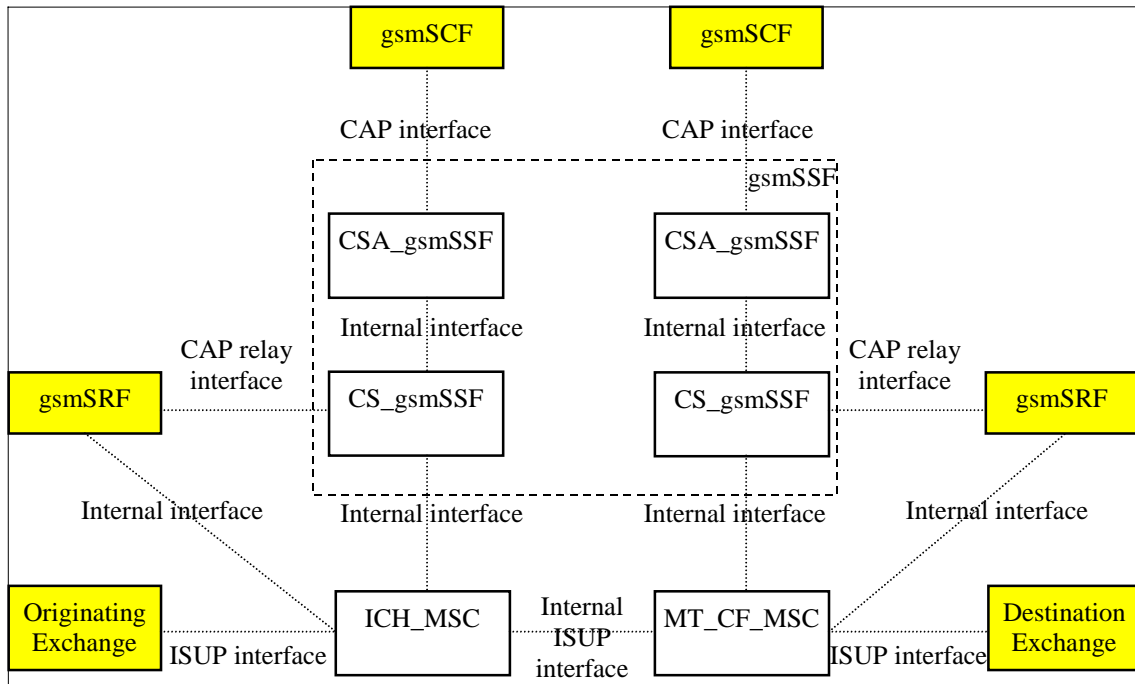 gsmSCF
gsmSCF
CAP interface
CAP interface
gsmSSF
CSA_gsmSSF
CSA_gsmSSF
Internal interface
Internal interface
CAP relay
interface
CAP relay
interface
gsmSRF
CS_gsmSSF
CS_gsmSSF
gsmSRF
Internal interface
Internal interface
Internal interface
Internal interface
Originating
Exchange
ICH_MSC
Internal
ISUP
interface
MT_CF_MSC
Destination
Exchange
ISUP interface
ISUP interface